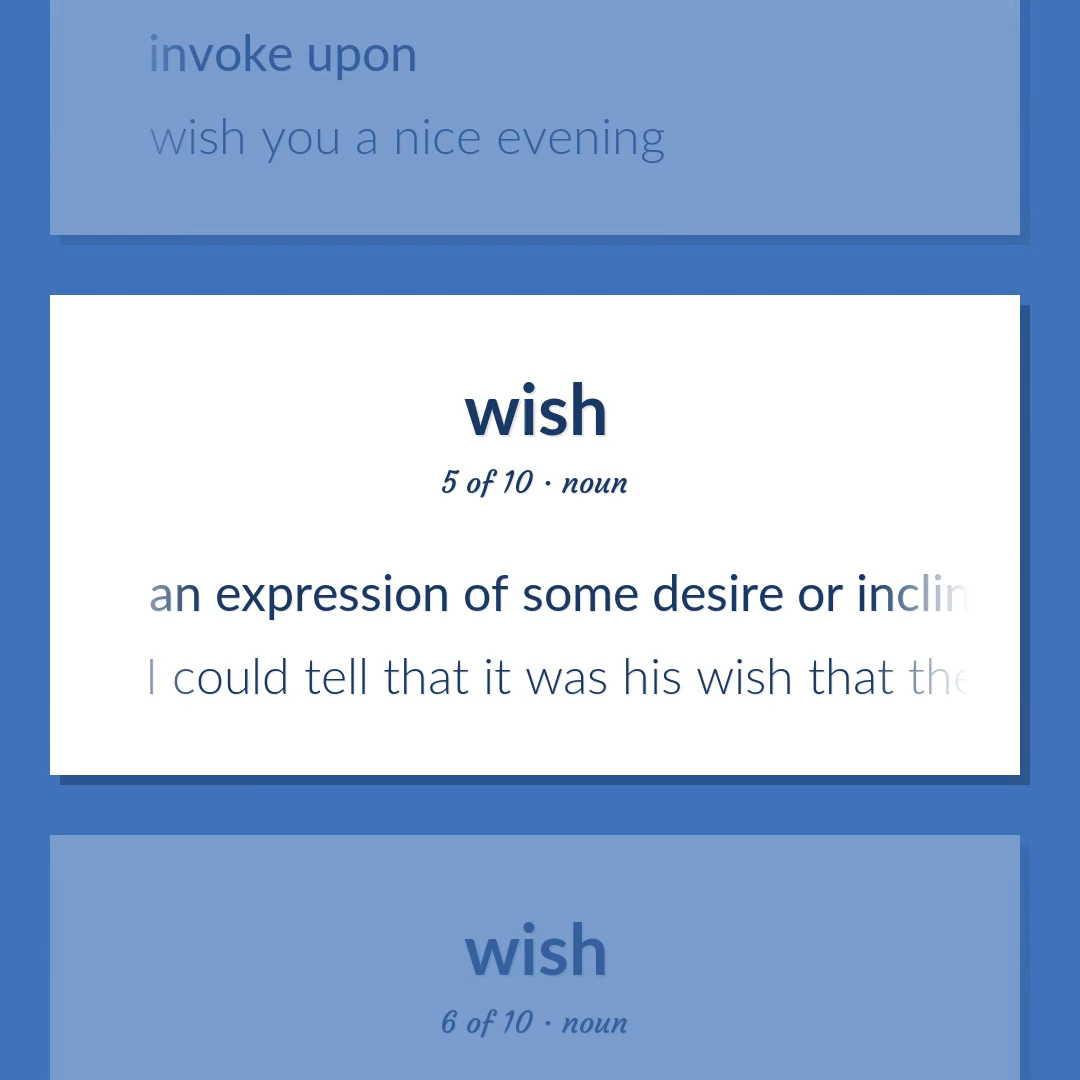 invoke upon
wish you a nice evening
wish
5 of 10 · noun
an expression of some desire or inclin
I could tell that it was his wish that the
wish
6 of 10 · noun